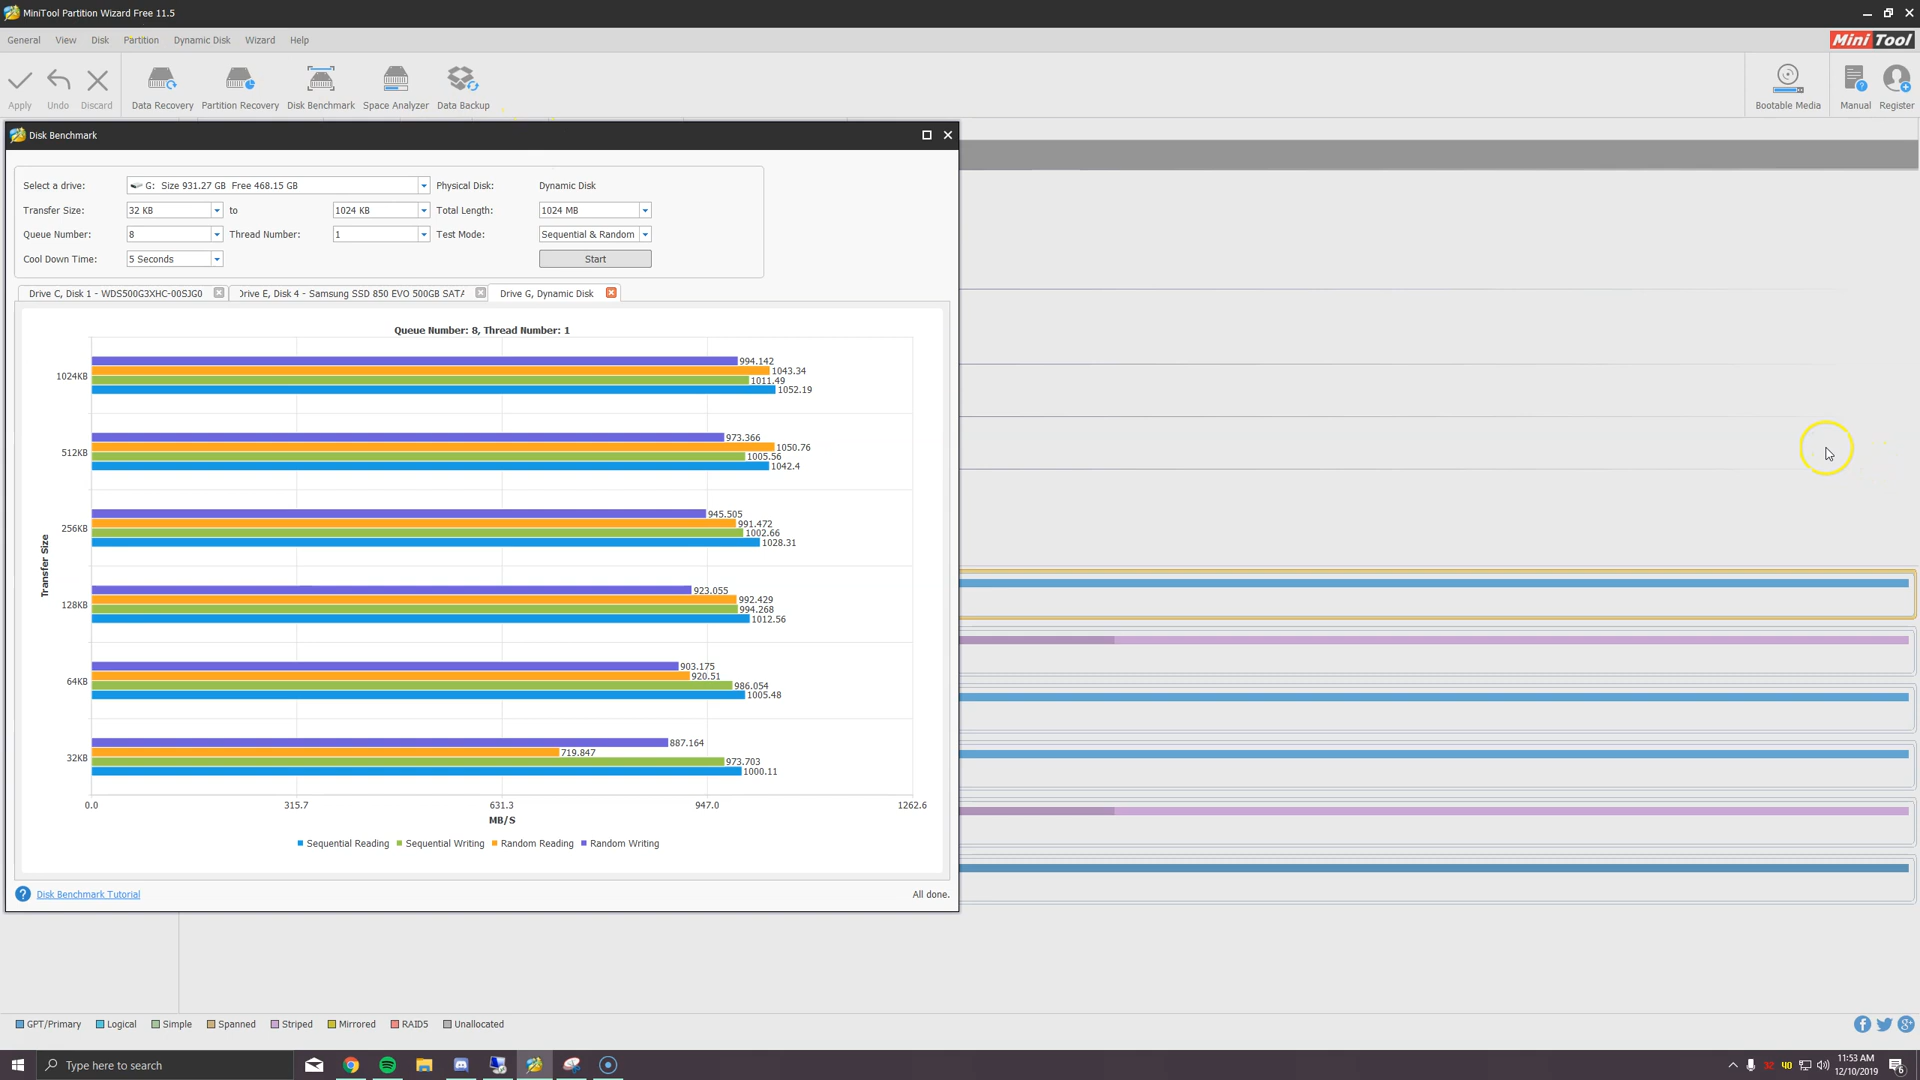 MiniTool Partition Wizard Free 11.5
General View Disk Partition Dynamic Disk Wizard Help
Mini Tool
Apply Undo Discard Data Recovery Partition Recovery Disk Benchmark Space Analyzer Data Backup Bootable Media Manual Register
Disk Benchmark
Select a drive: G: Size 931.27 GB Free 468.15 GB Physical Disk: Dynamic Disk
Transfer Size: 32 KB to 1024 KB Total Length: 1024 MB
Queue Number: 8 Thread Number: 1 Test Mode: Sequential & Random
Cool Down Time: 5 Seconds Start
Drive C, Disk 1 - WDS500G3XHC-00SJG0 Drive E, Disk 4 - Samsung SSD 850 EVO 500GB SATA Drive G, Dynamic Disk
Queue Number: 8, Thread Number: 1
Transfer Size
1024KB
994.142
1043.34
1011.49
1052.19
512KB
973.366
1050.76
1005.56
1042.4
256KB
945.505
991.472
1002.66
1028.31
128KB
923.055
992.429
994.268
1012.56
64KB
903.175
920.51
986.054
1005.48
32KB
887.164
719.847
973.703
1000.11
0.0 315.7 631.3 947.0 1262.6
MB/S
Sequential Reading Sequential Writing Random Reading Random Writing
? Disk Benchmark Tutorial All done.
GPT/Primary Logical Simple Spanned Striped Mirrored RAID5 Unallocated
Type here to search
11:53 AM
12/10/2019